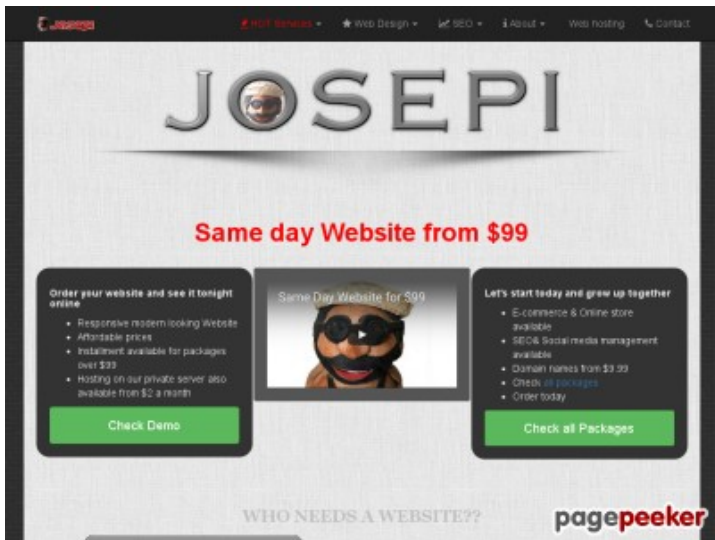 JOSEPI
HOT Services
Web Design
SEO
About
Web hosting
Contact
JOSEPI
Same day Website from $99
Order your website and see it tonight
online
Responsive modern looking Website
Affordable prices
Installment available for packages
over $99
Hosting on our private server also
available from $2 a month
Check Demo
Same Day Website for $99
Let's start today and grow up together
E-commerce & Online store
available
SEO& Social media management
available
Domain names from $9.99
Check all packages
Order today
Check all Packages
WHO NEEDS A WEBSITE??
pagepeeker